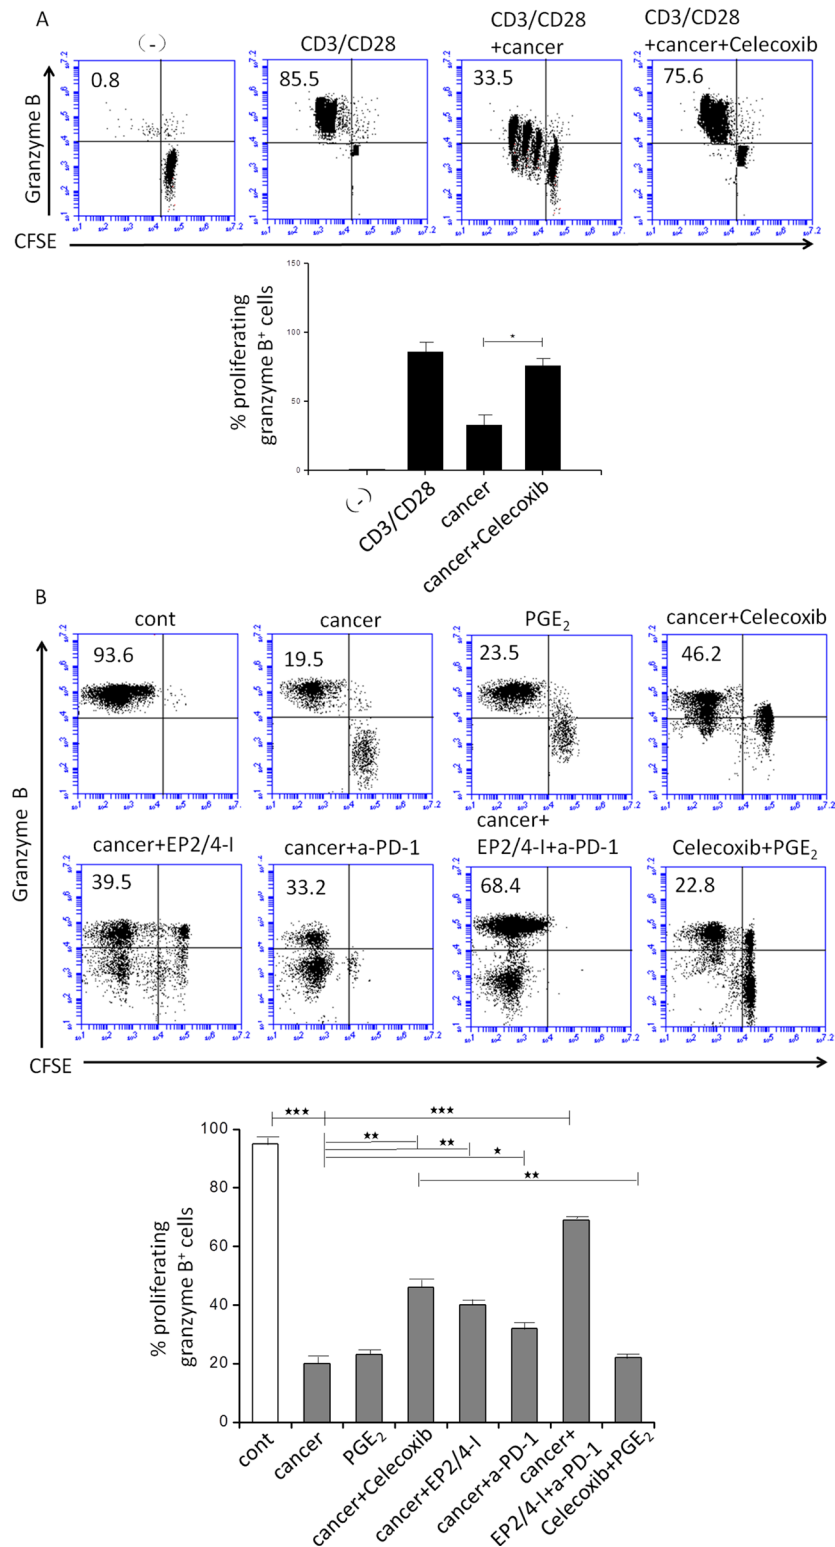 A
(-)
CD3/CD28
CD3/CD28
+cancer
CD3/CD28
+cancer+Celecoxib
Granzyme B
0.8
85.5
33.5
75.6
CFSE
% proliferating
granzyme B⁺ cells
150
100
50
0
*
(-)
CD3/CD28
cancer
cancer+Celecoxib
B
cont
cancer
PGE₂
cancer+Celecoxib
93.6
19.5
23.5
46.2
Granzyme B
cancer+EP2/4-I
cancer+a-PD-1
cancer+
EP2/4-I+a-PD-1
Celecoxib+PGE₂
39.5
33.2
68.4
22.8
CFSE
% proliferating
granzyme B⁺ cells
100
80
60
40
20
0
★★★
★★★
★★
★★
★
★★
cont
cancer
PGE₂
cancer+Celecoxib
cancer+EP2/4-I
cancer+a-PD-1
cancer+
EP2/4-I+a-PD-1
Celecoxib+PGE₂